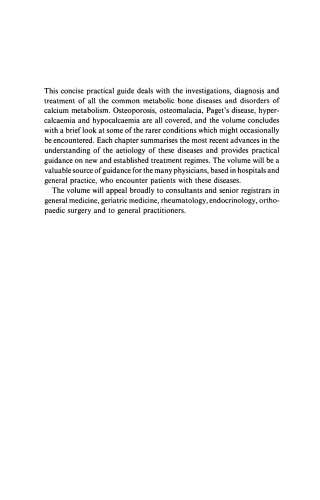 This concise practical guide deals with the investigations, diagnosis and
treatment of all the common metabolic bone diseases and disorders of
calcium metabolism. Osteoporosis, osteomalacia, Paget's disease, hyper-
calcaemia and hypocalcaemia are all covered, and the volume concludes
with a brief look at some of the rarer conditions which might occasionally
be encountered. Each chapter summarises the most recent advances in the
understanding of the aetiology of these diseases and provides practical
guidance on new and established treatment regimes. The volume will be a
valuable source of guidance for the many physicians, based in hospitals and
general practice, who encounter patients with these diseases.
The volume will appeal broadly to consultants and senior registrars in
general medicine, geriatric medicine, rheumatology, endocrinology, ortho-
paedic surgery and to general practitioners.